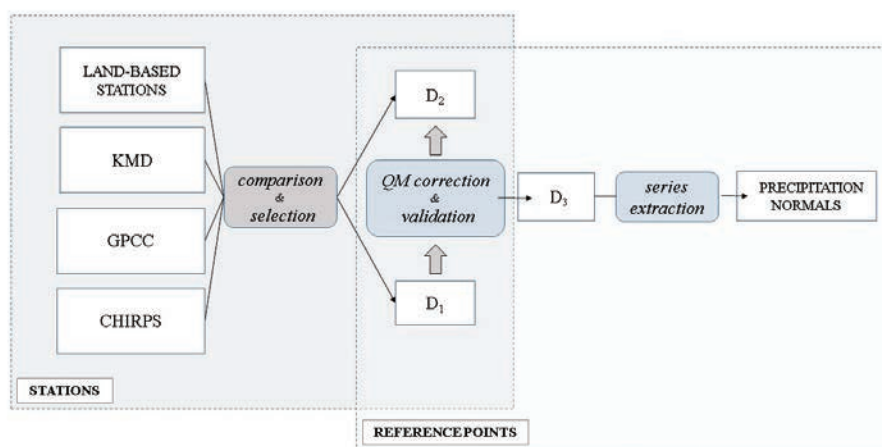 LAND-BASED
STATIONS
KMD
GPCC
CHIRPS
comparison
&
selection
D₂
QM correction
&
validation
D₁
D₃
series
extraction
PRECIPITATION
NORMALS
STATIONS
REFERENCE POINTS